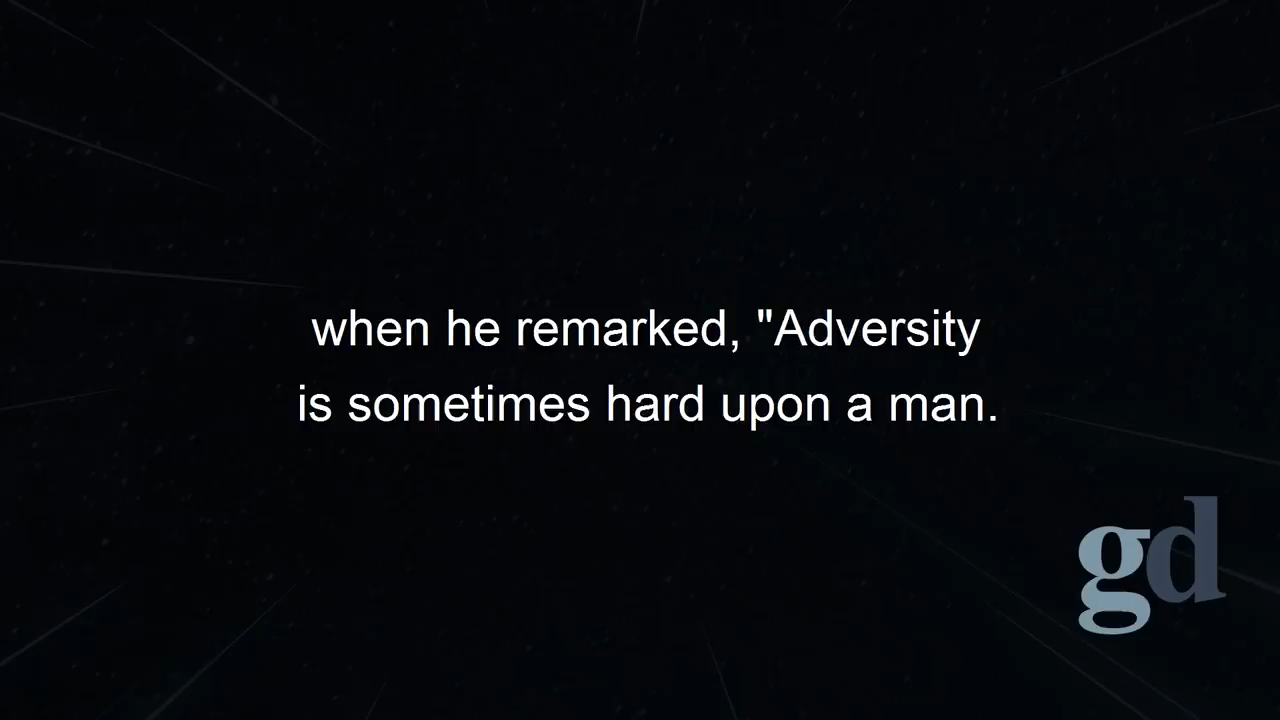 when he remarked, "Adversity
is sometimes hard upon a man.
gd